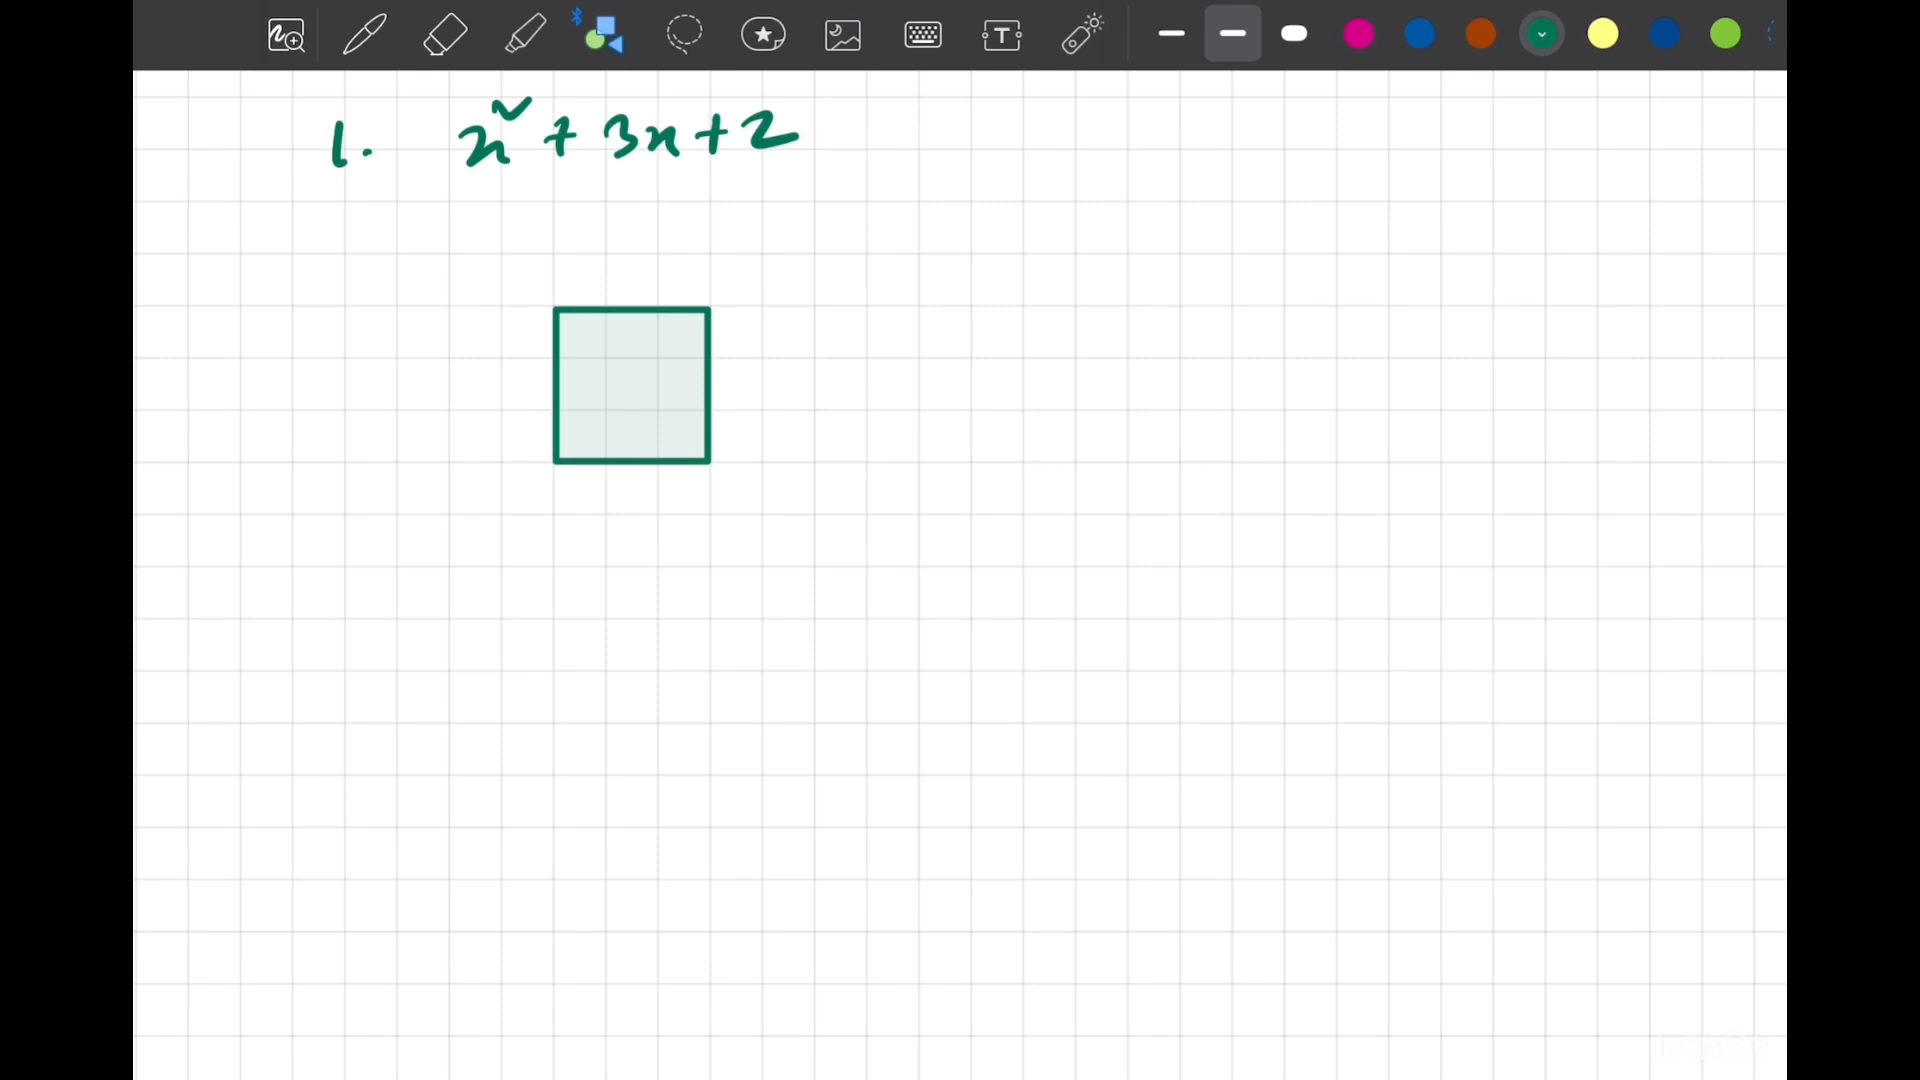 1. x² + 3x + 2